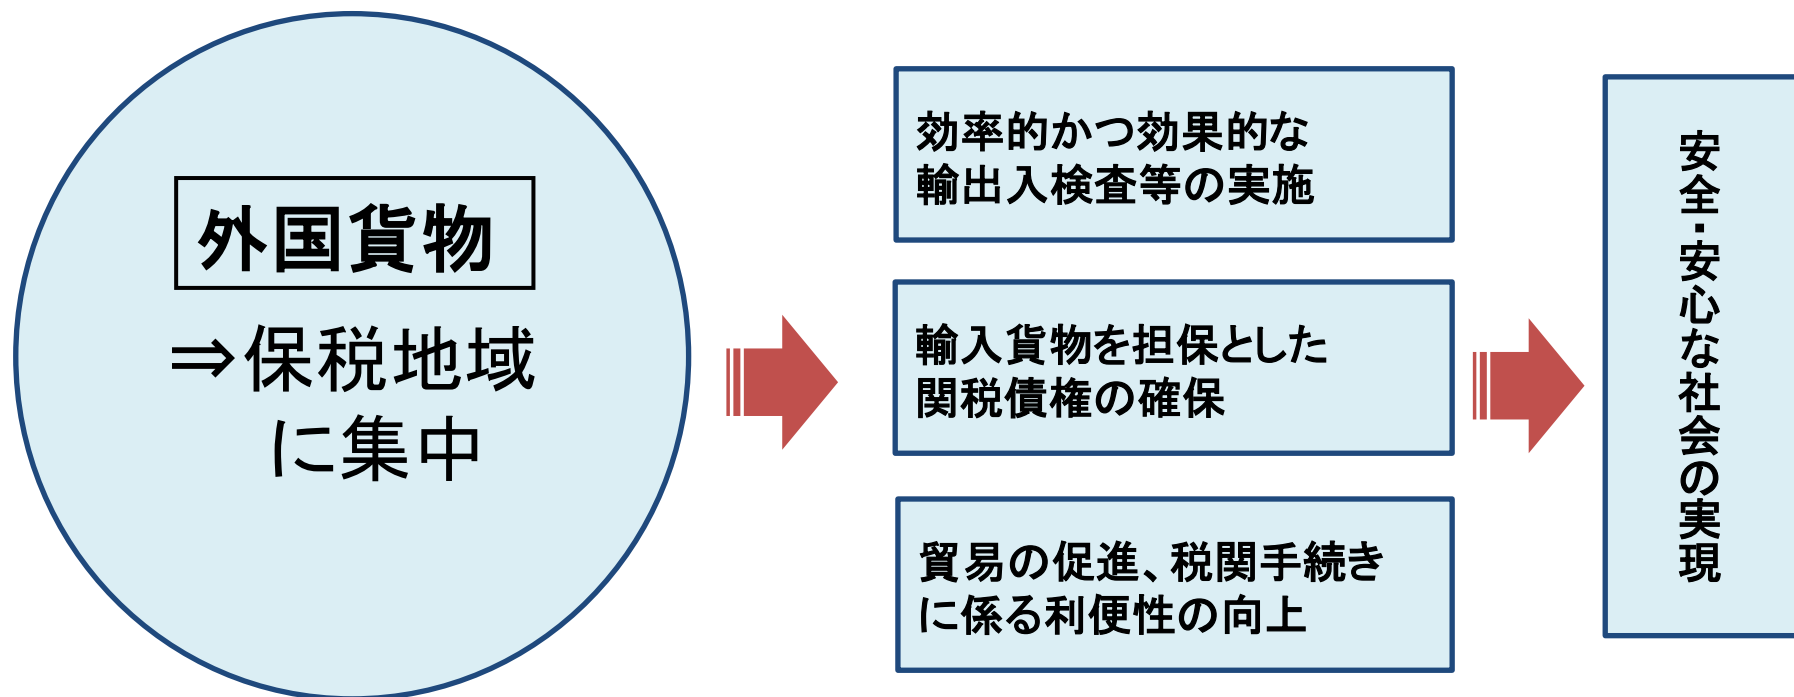 外国貨物
⇒保税地域
に集中
効率的かつ効果的な
輸出入検査等の実施
輸入貨物を担保とした
関税債権の確保
貿易の促進、税関手続き
に係る利便性の向上
安全・安心な社会の実現